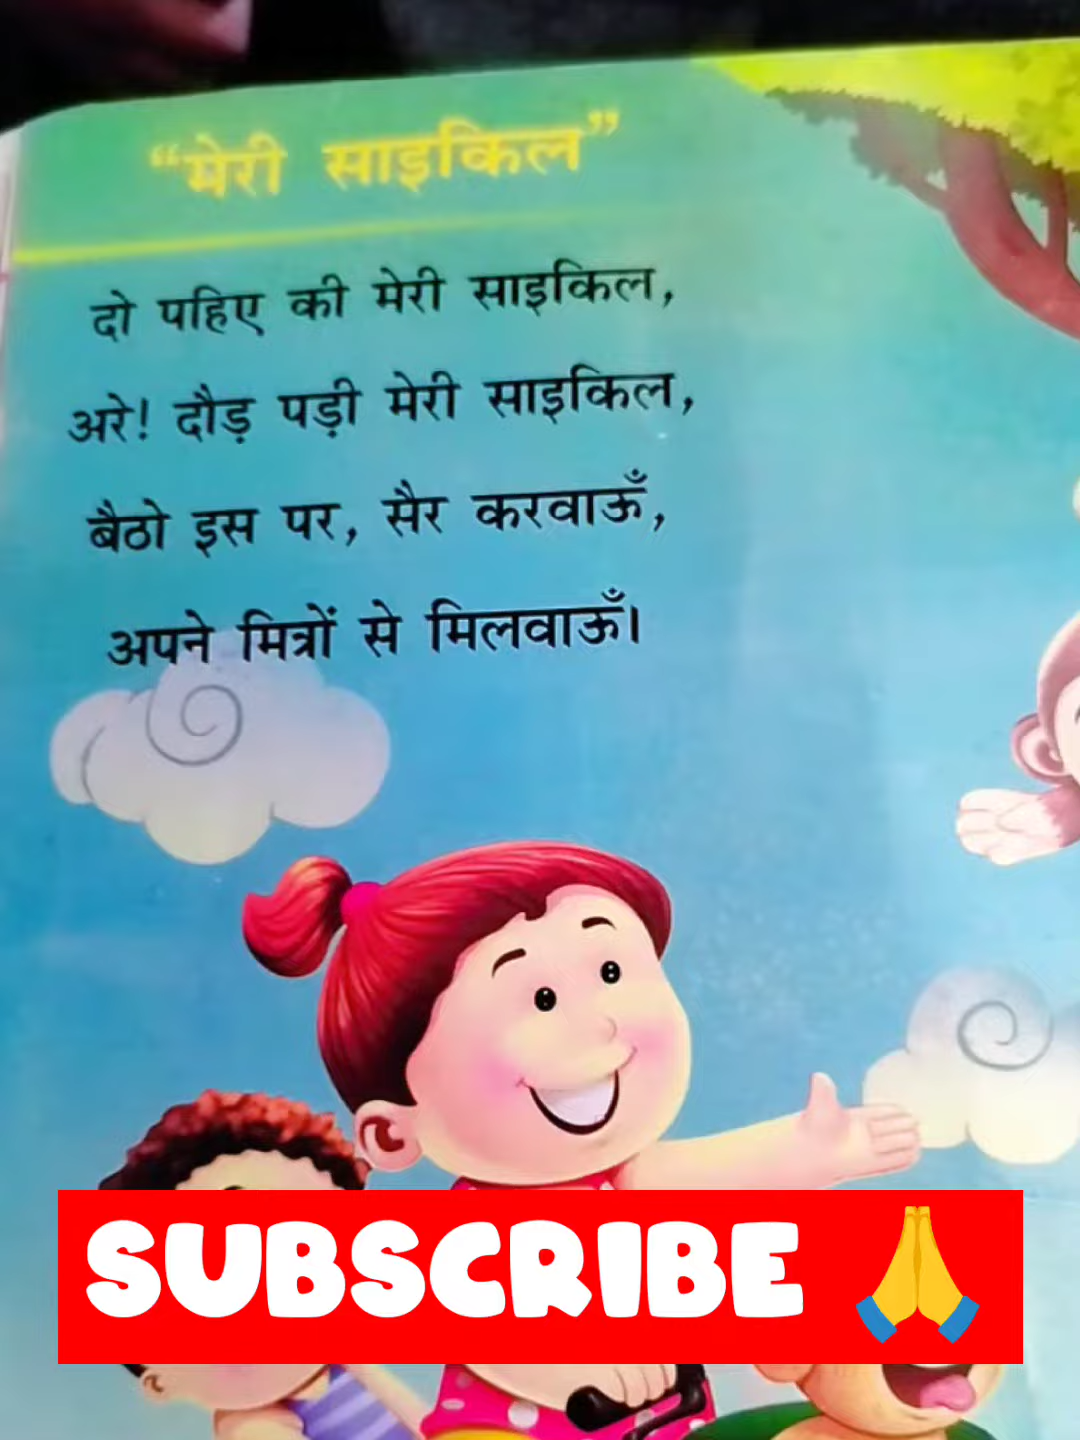 “मेरी साइकिल”
दो पहिए की मेरी साइकिल,
अरे! दौड़ पड़ी मेरी साइकिल,
बैठो इस पर, सैर करवाऊँ,
अपने मित्रों से मिलवाऊँ।
SUBSCRIBE 🙏